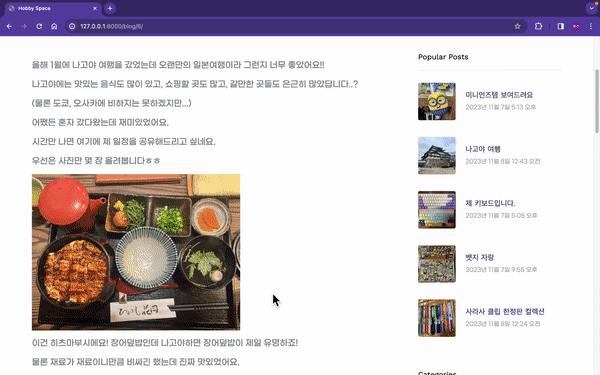 Hobby Space
127.0.0.1:8000/blog/6/
올해 1월에 나고야 여행을 갔었는데 오랜만의 일본여행이라 그런지 너무 좋았어요!!
나고야에는 맛있는 음식도 많이 있고, 쇼핑할 곳도 많고, 갈만한 곳들도 은근히 많았답니다..?
(물론 도쿄, 오사카에 비하지는 못하겠지만...)
어쨌든 혼자 갔다왔는데 재미있었어요.
시간만 나면 여기에 제 일정을 공유해드리고 싶네요.
우선은 사진만 몇 장 올려봅니다ㅎㅎ
이건 히츠마부시에요! 장어덮밥인데 나고야하면 장어덮밥이 제일 유명하죠!
물론 재료가 재료이니만큼 비싸긴 했는데 진짜 맛있었어요.
Popular Posts
미니언즈템 보여드려요
2023년 11월 7일 5:13 오후
나고야 여행
2023년 11월 8일 12:43 오전
제 키보드입니다.
2023년 11월 7일 5:08 오후
뱃지 자랑
2023년 11월 7일 9:55 오후
사라사 클립 한정판 컬렉션
2023년 11월 8일 12:24 오전
Categories